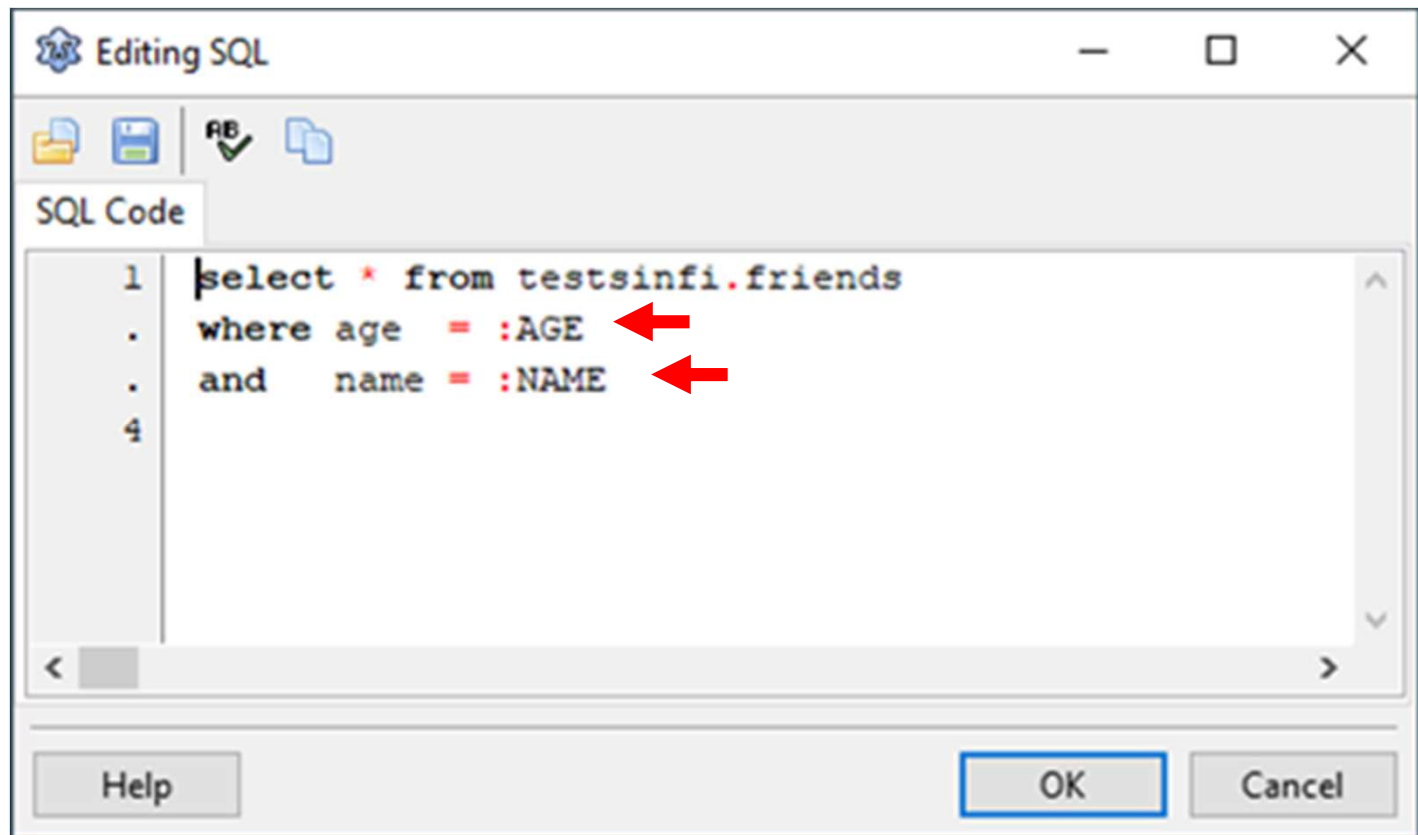 Editing SQL
AB
SQL Code
1 select * from testsinfi.friends
. where age  = :AGE
. and   name = :NAME
4
Help OK Cancel